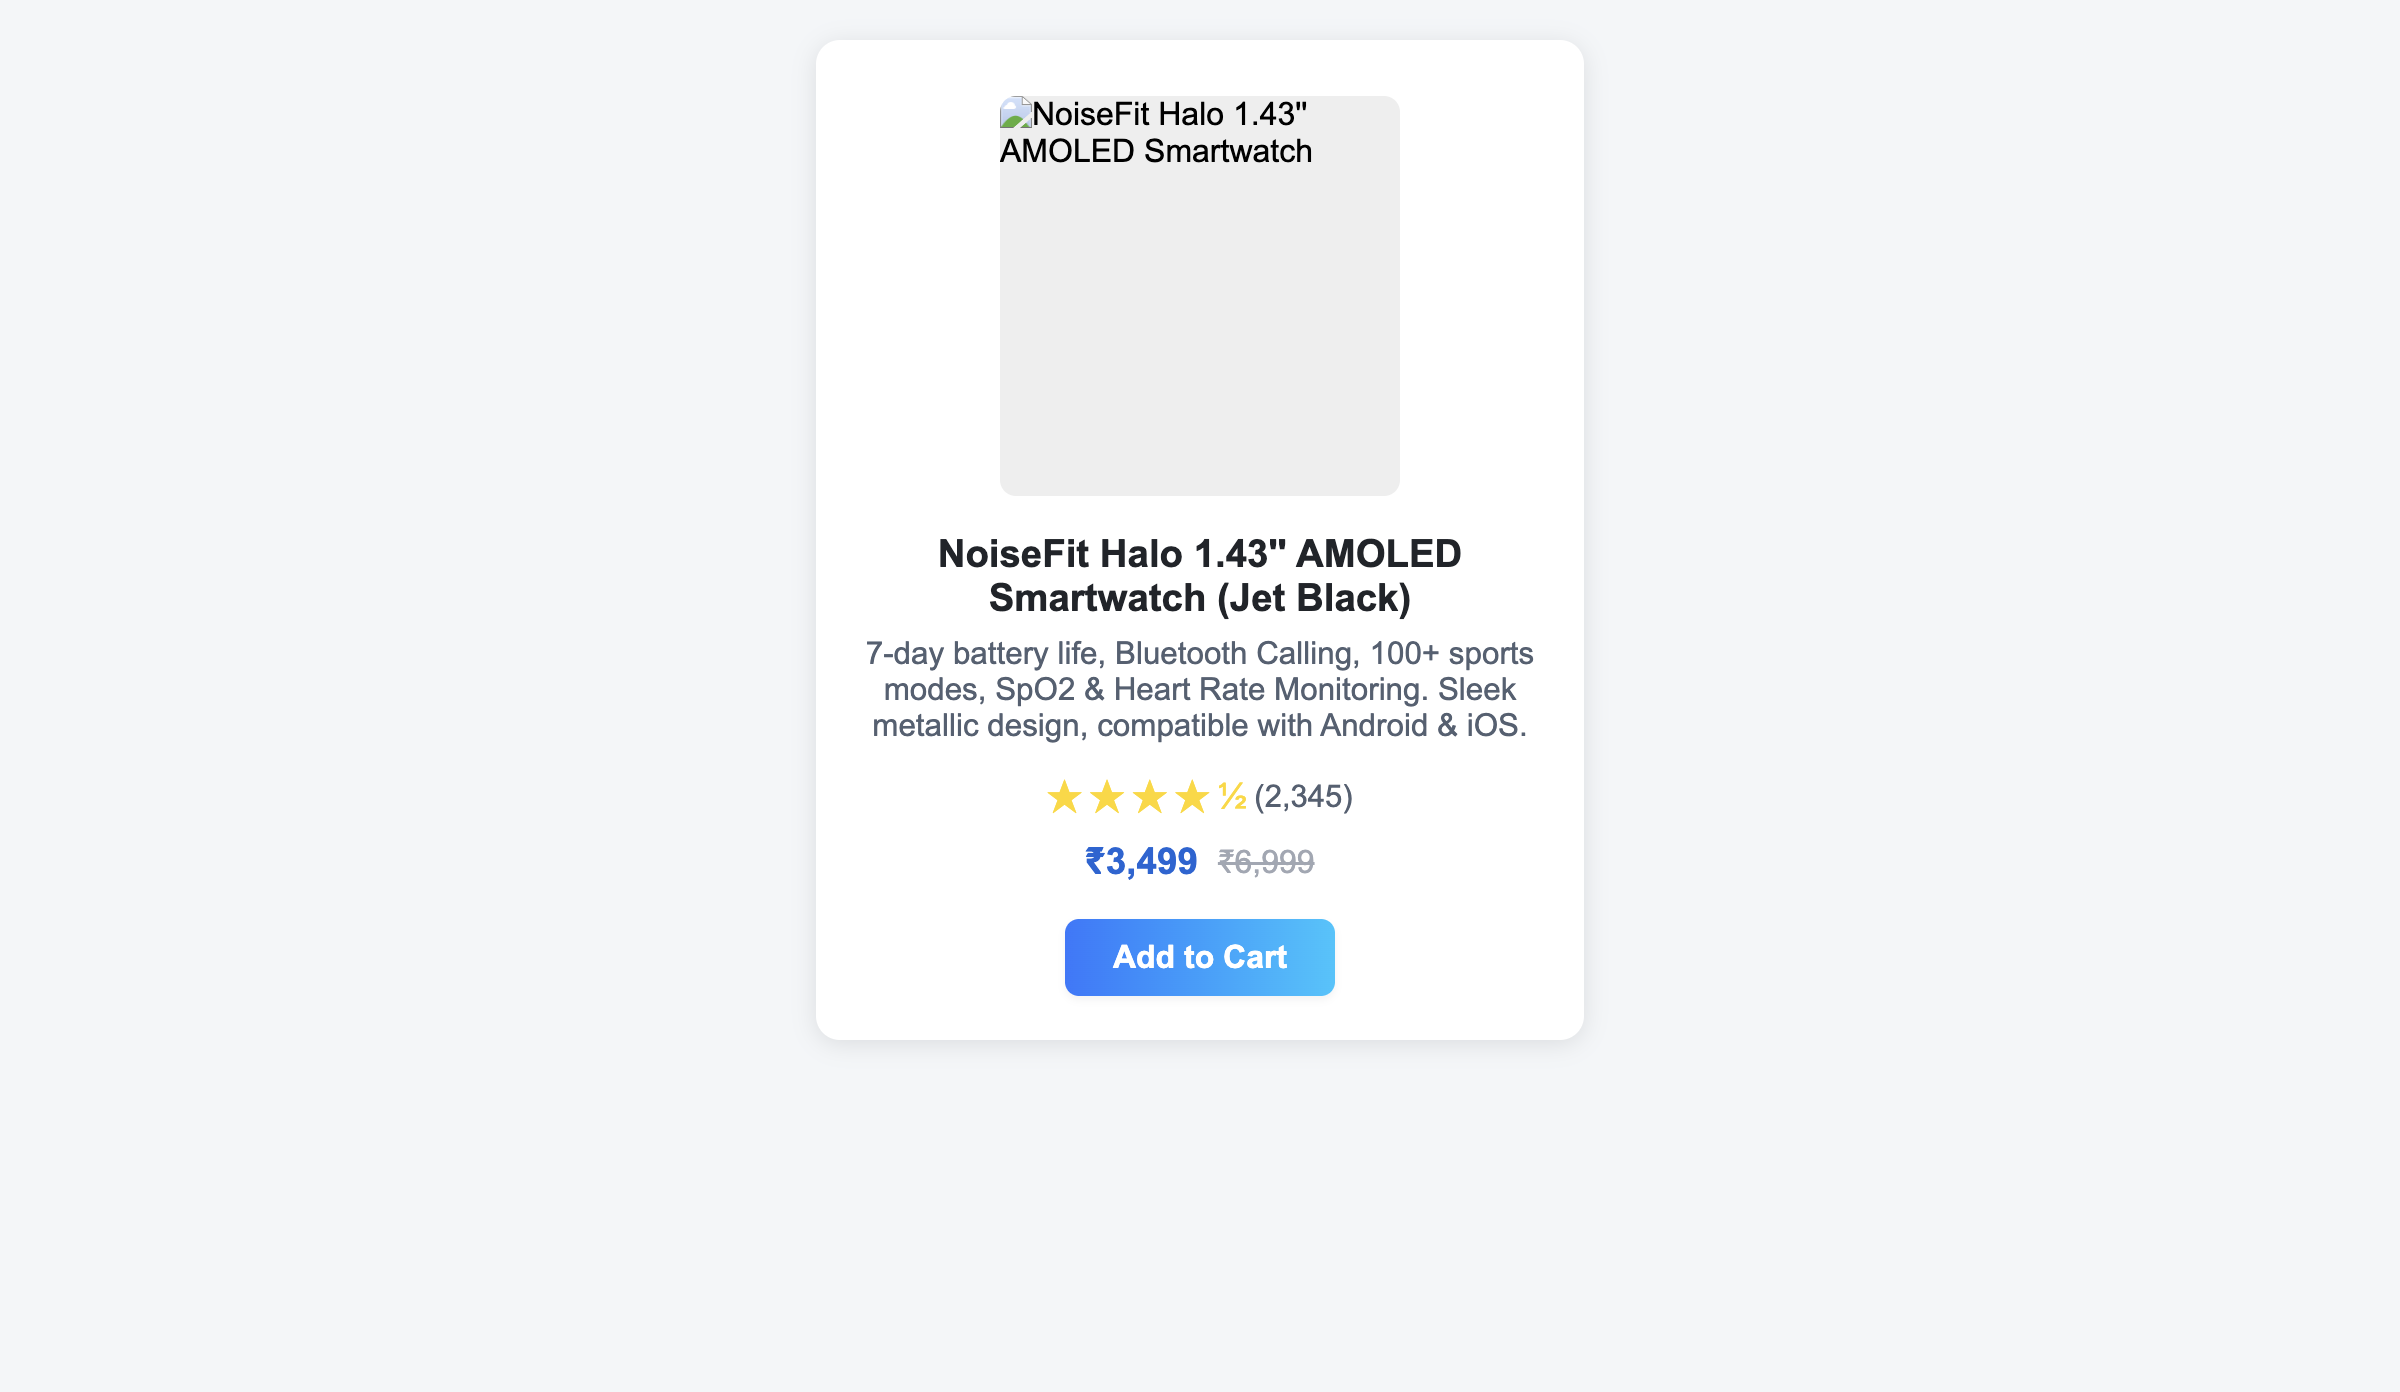 NoiseFit Halo 1.43"
AMOLED Smartwatch
NoiseFit Halo 1.43" AMOLED
Smartwatch (Jet Black)
7-day battery life, Bluetooth Calling, 100+ sports
modes, SpO2 & Heart Rate Monitoring. Sleek
metallic design, compatible with Android & iOS.
★★★★½ (2,345)
₹3,499 ₹6,999
Add to Cart